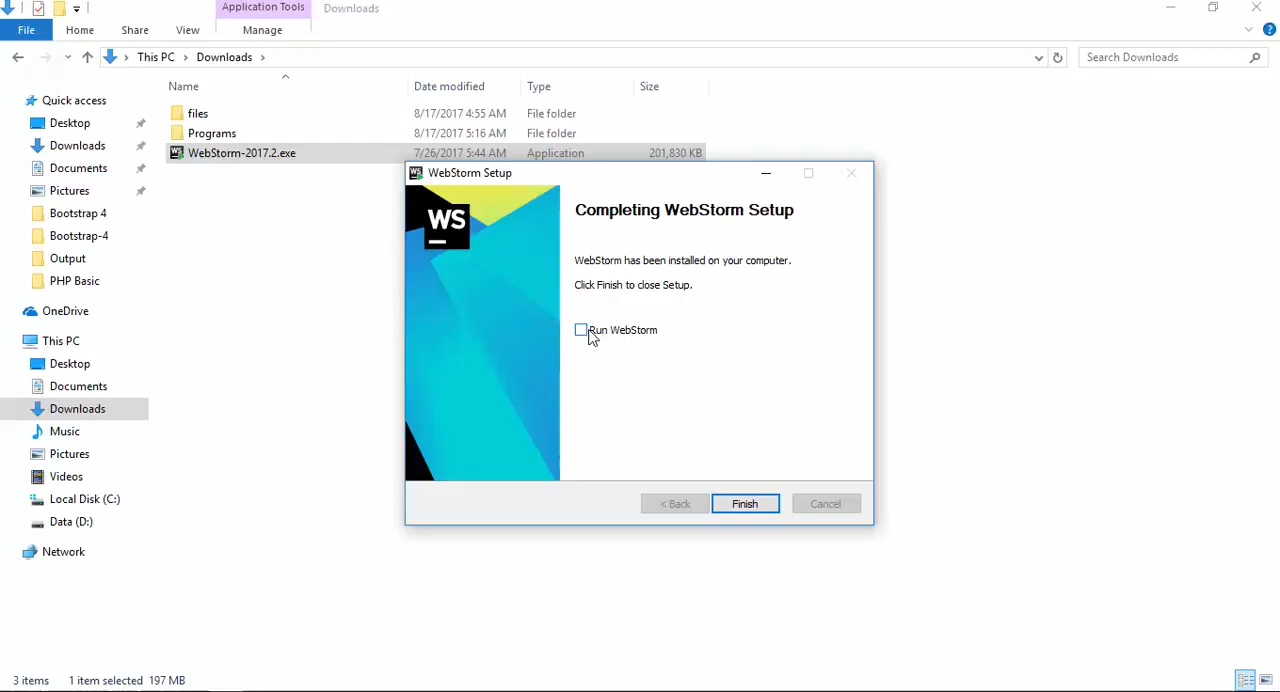 Application Tools Downloads
File Home Share View Manage
This PC Downloads Search Downloads
Name Date modified Type Size
Quick access
Desktop
Downloads
Documents
Pictures
Bootstrap 4
Bootstrap-4
Output
PHP Basic
OneDrive
This PC
Desktop
Documents
Downloads
Music
Pictures
Videos
Local Disk (C:)
Data (D:)
Network
files 8/17/2017 4:55 AM File folder
Programs 8/17/2017 5:16 AM File folder
WebStorm-2017.2.exe 7/26/2017 5:44 AM Application 201,830 KB
WS WebStorm Setup
WS
Completing WebStorm Setup
WebStorm has been installed on your computer.
Click Finish to close Setup.
Run WebStorm
< Back Finish Cancel
3 items 1 item selected 197 MB